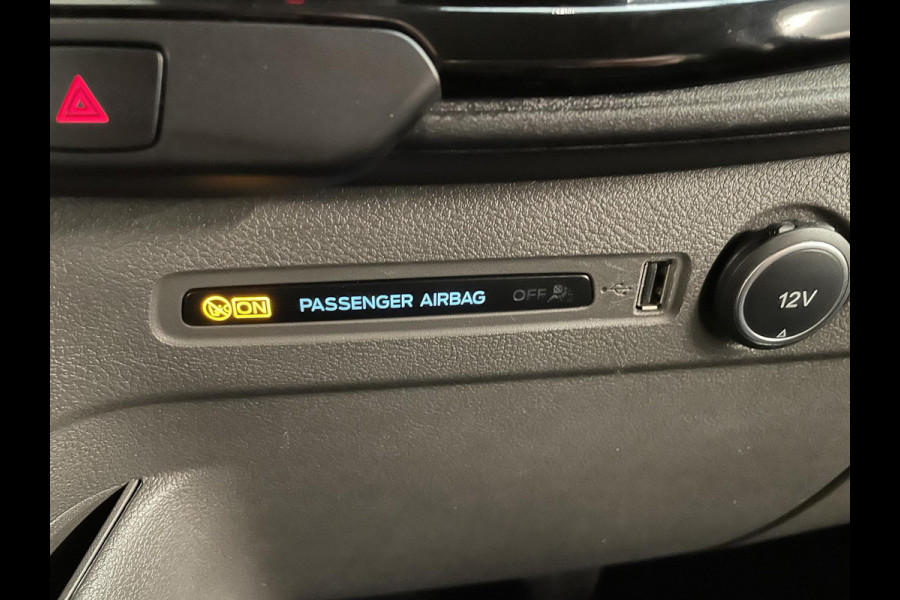 ON PASSENGER AIRBAG OFF
12V